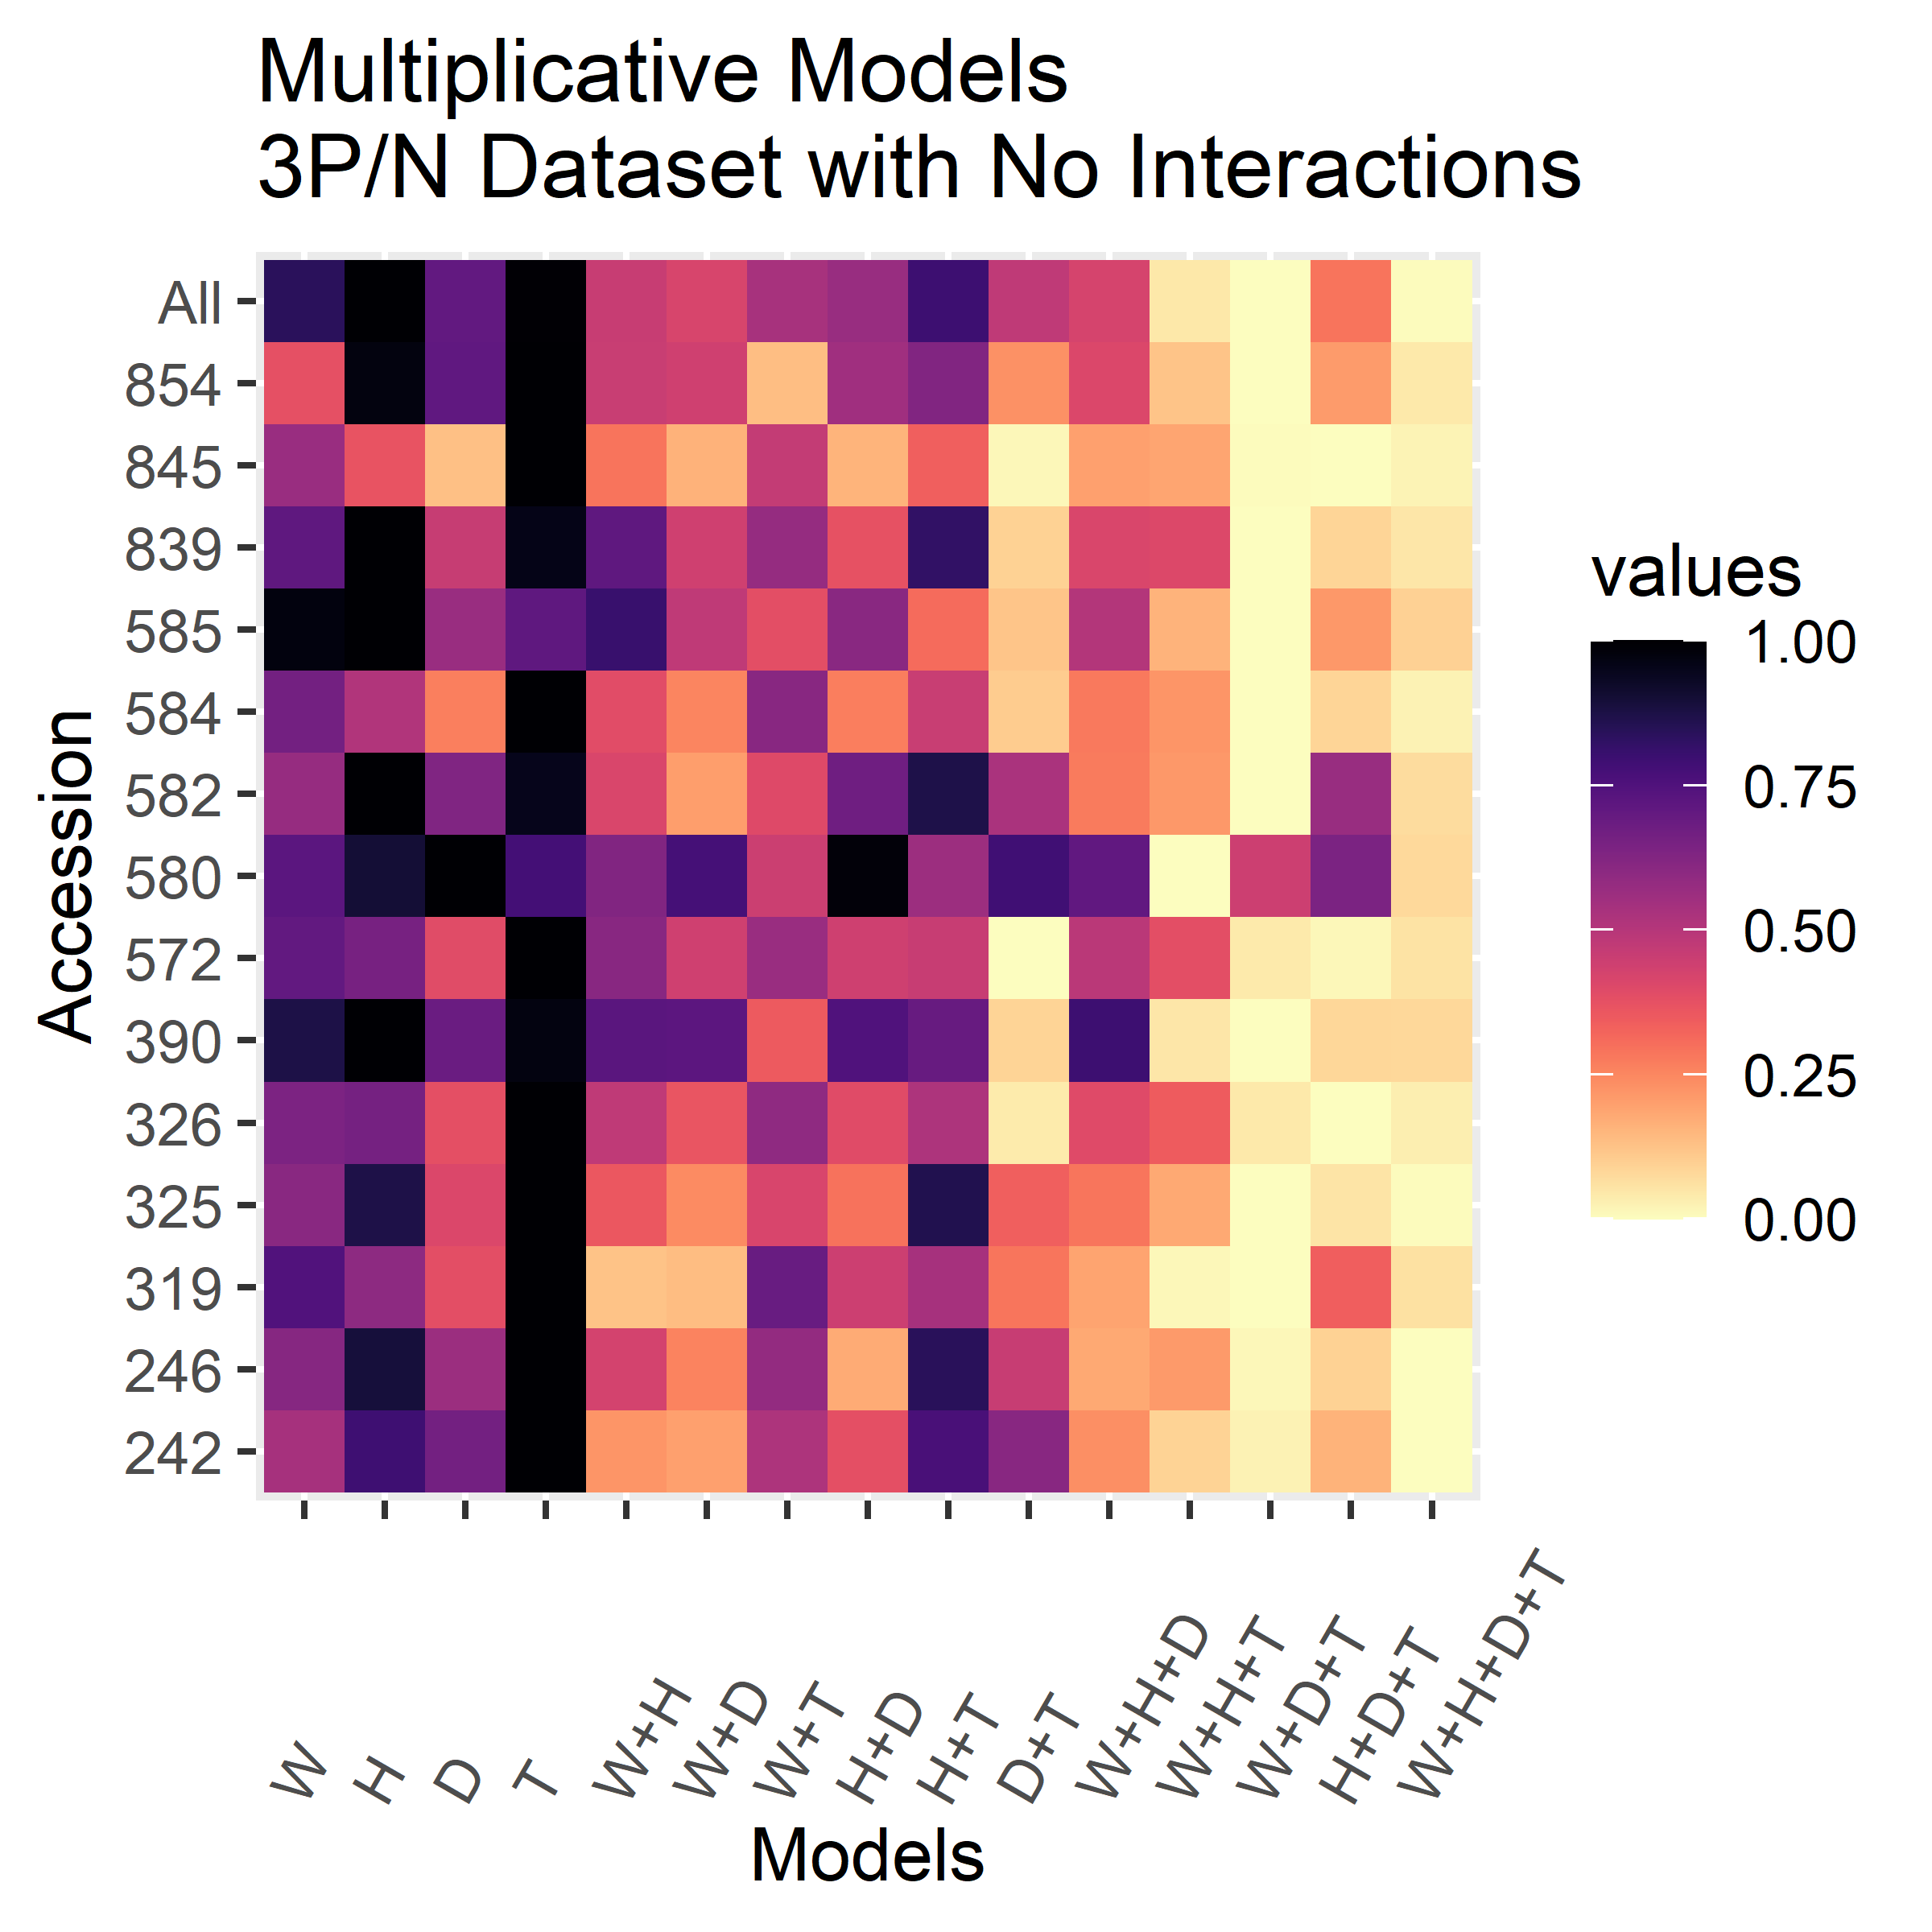 Multiplicative Models
3P/N Dataset with No Interactions
Accession
All
854
845
839
585
584
582
580
572
390
326
325
319
246
242
values
1.00
0.75
0.50
0.25
0.00
W
H
D
T
W+H
W+D
W+T
H+D
H+T
D+T
W+H+D
W+H+T
W+D+T
H+D+T
W+H+D+T
Models